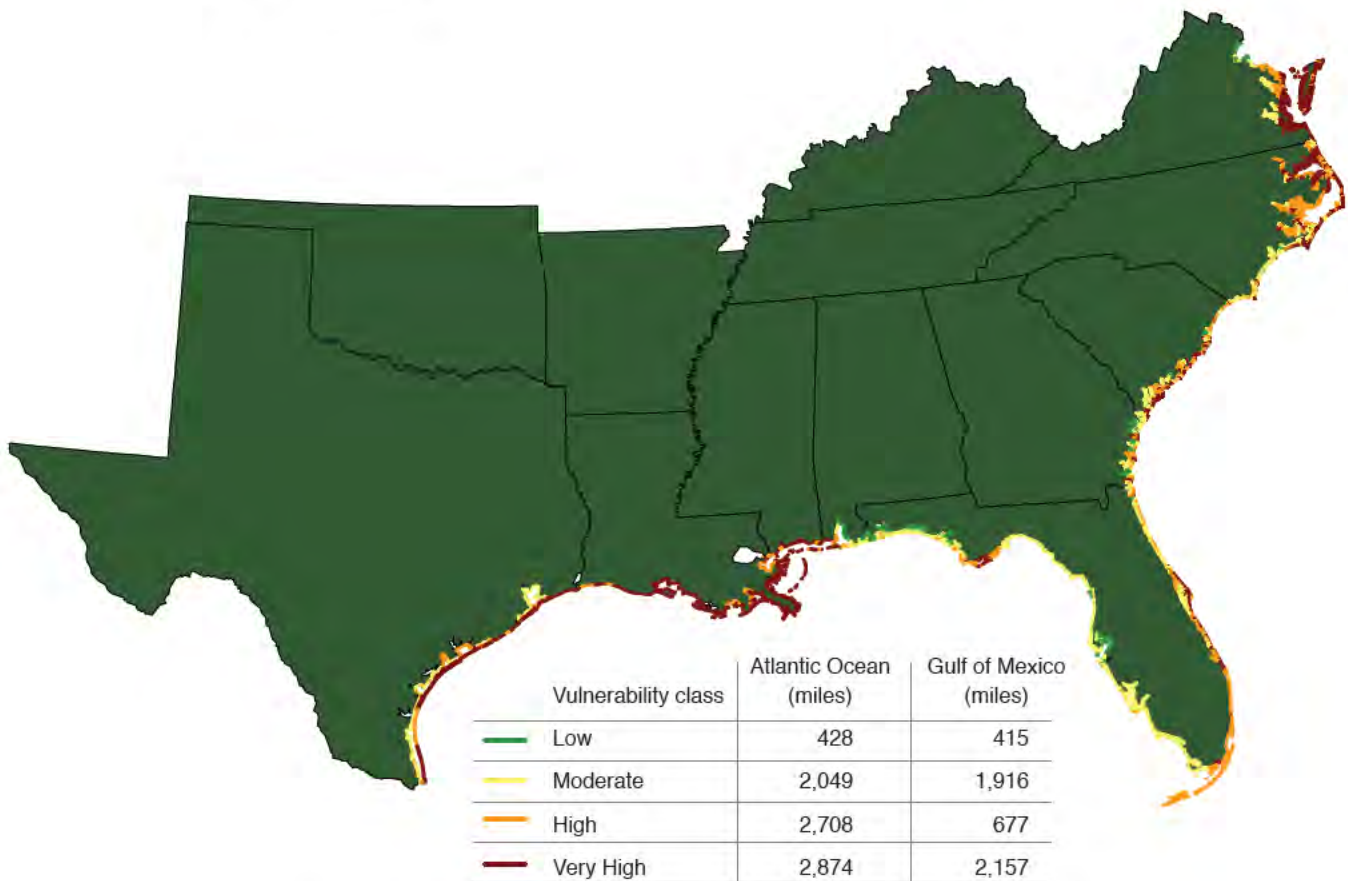 Vulnerability class Atlantic Ocean (miles) Gulf of Mexico (miles)
Low 428 415
Moderate 2,049 1,916
High 2,708 677
Very High 2,874 2,157